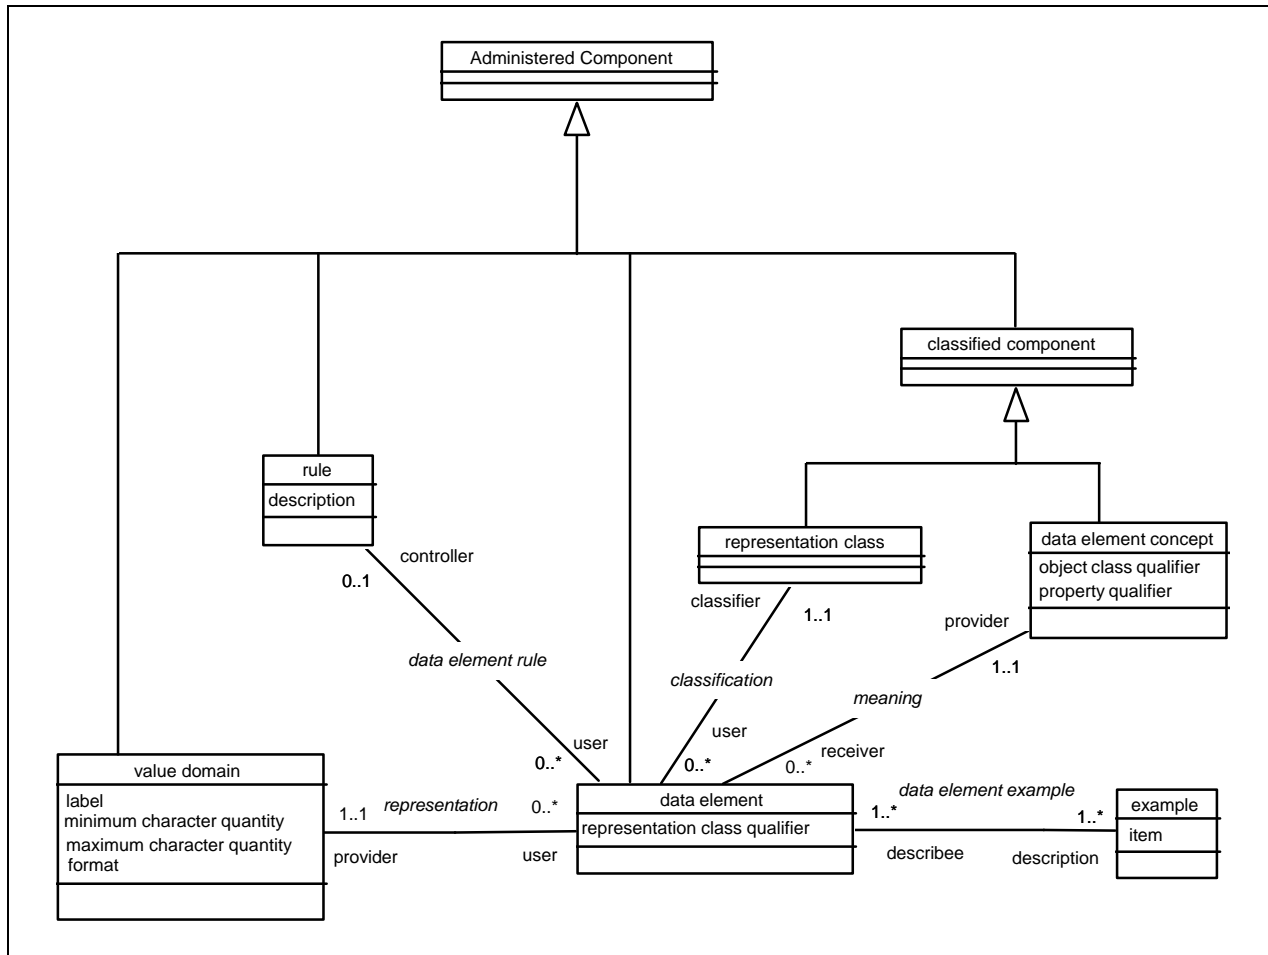 Administered Component
classified component
rule
description
representation class
data element concept
object class qualifier
property qualifier
controller
0..1
classifier
1..1
provider
1..1
data element rule
classification
meaning
user
0..*
user
0..*
receiver
0..*
value domain
label
minimum character quantity
maximum character quantity
format
1..1
representation
0..*
provider
user
data element
representation class qualifier
1..*
data element example
1..*
describee
description
example
item